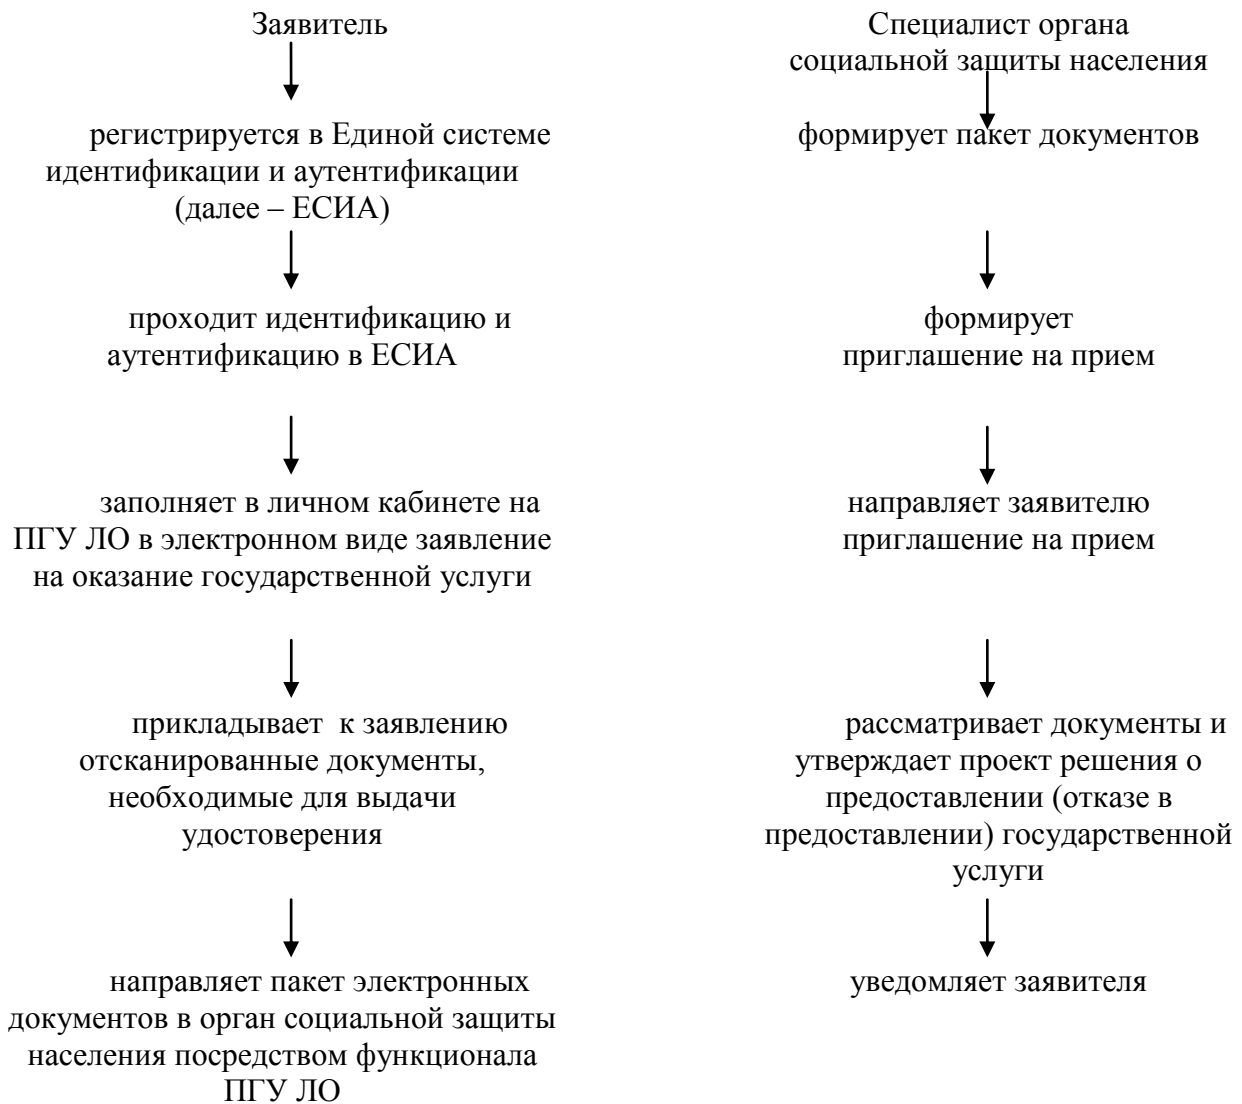 Заявитель
регистрируется в Единой системе
идентификации и аутентификации
(далее – ЕСИА)
проходит идентификацию и
аутентификацию в ЕСИА
заполняет в личном кабинете на
ПГУ ЛО в электронном виде заявление
на оказание государственной услуги
прикладывает  к заявлению
отсканированные документы,
необходимые для выдачи
удостоверения
направляет пакет электронных
документов в орган социальной защиты
населения посредством функционала
ПГУ ЛО
Специалист органа
социальной защиты населения
формирует пакет документов
формирует
приглашение на прием
направляет заявителю
приглашение на прием
рассматривает документы и
утверждает проект решения о
предоставлении (отказе в
предоставлении) государственной
услуги
уведомляет заявителя